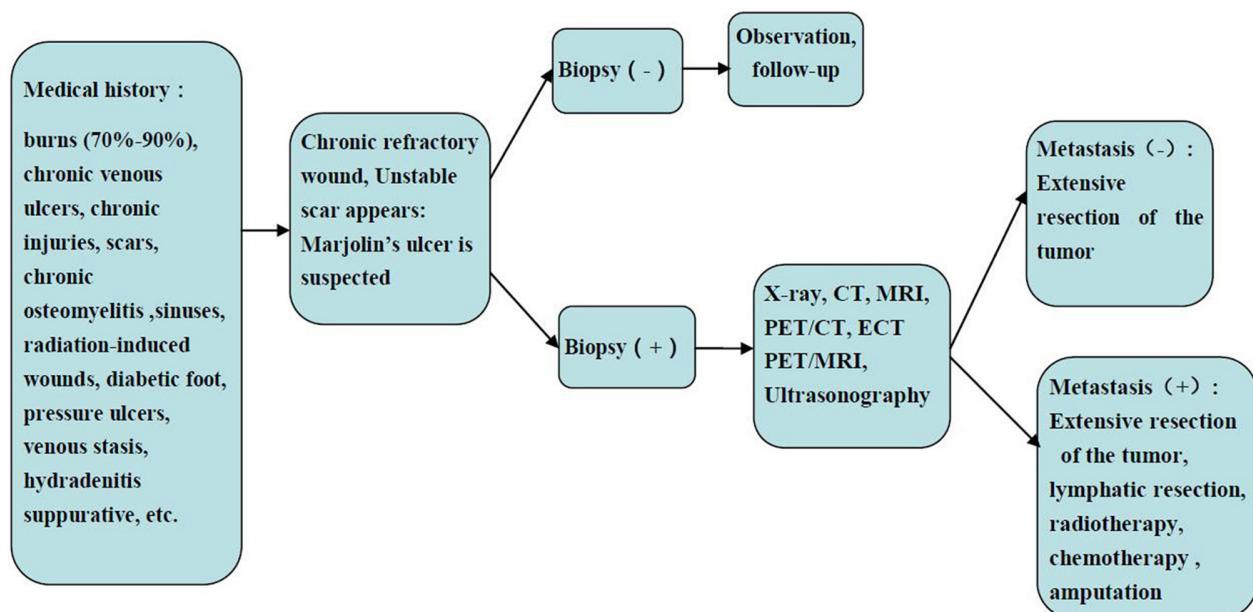 Medical history :
burns (70%-90%),
chronic venous
ulcers, chronic
injuries, scars,
chronic
osteomyelitis ,sinuses,
radiation-induced
wounds, diabetic foot,
pressure ulcers,
venous stasis,
hydradenitis
suppurative, etc.
Chronic refractory
wound, Unstable
scar appears:
Marjolin's ulcer is
suspected
Biopsy ( - )
Observation,
follow-up
Biopsy ( + )
X-ray, CT, MRI,
PET/CT, ECT
PET/MRI,
Ultrasonography
Metastasis (-) :
Extensive
resection of the
tumor
Metastasis (+) :
Extensive resection
of the tumor,
lymphatic resection,
radiotherapy,
chemotherapy ,
amputation